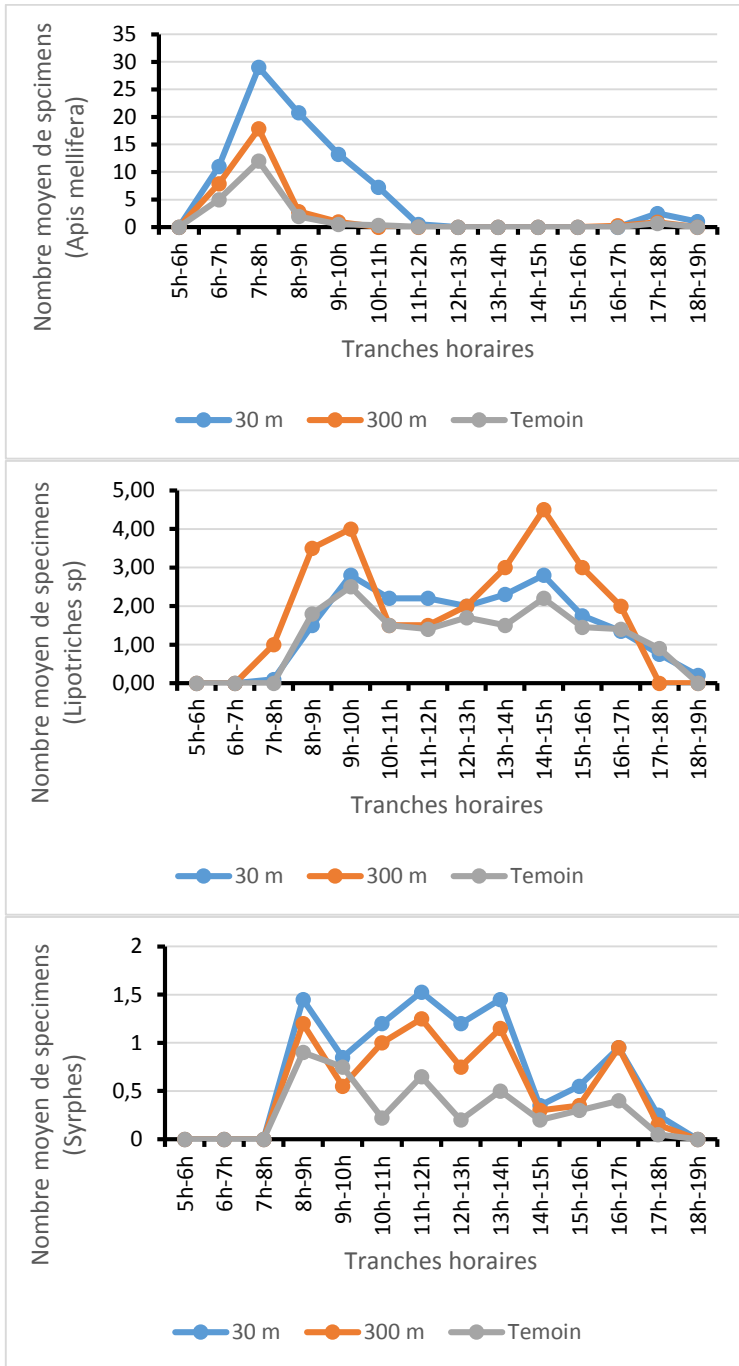 Nombre moyen de spcimens
(Apis mellifera)
35
30
25
20
15
10
5
0
5h-6h
6h-7h
7h-8h
8h-9h
9h-10h
10h-11h
11h-12h
12h-13h
13h-14h
14h-15h
15h-16h
16h-17h
17h-18h
18h-19h
Tranches horaires
30 m
300 m
Temoin
Nombre moyen de specimens
(Lipotriches sp)
5,00
4,00
3,00
2,00
1,00
0,00
5h-6h
6h-7h
7h-8h
8h-9h
9h-10h
10h-11h
11h-12h
12h-13h
13h-14h
14h-15h
15h-16h
16h-17h
17h-18h
18h-19h
Tranches horaires
30 m
300 m
Temoin
Nombre moyen de specimens
(Syrphes)
2
1,5
1
0,5
0
5h-6h
6h-7h
7h-8h
8h-9h
9h-10h
10h-11h
11h-12h
12h-13h
13h-14h
14h-15h
15h-16h
16h-17h
17h-18h
18h-19h
Tranches horaires
30 m
300 m
Temoin